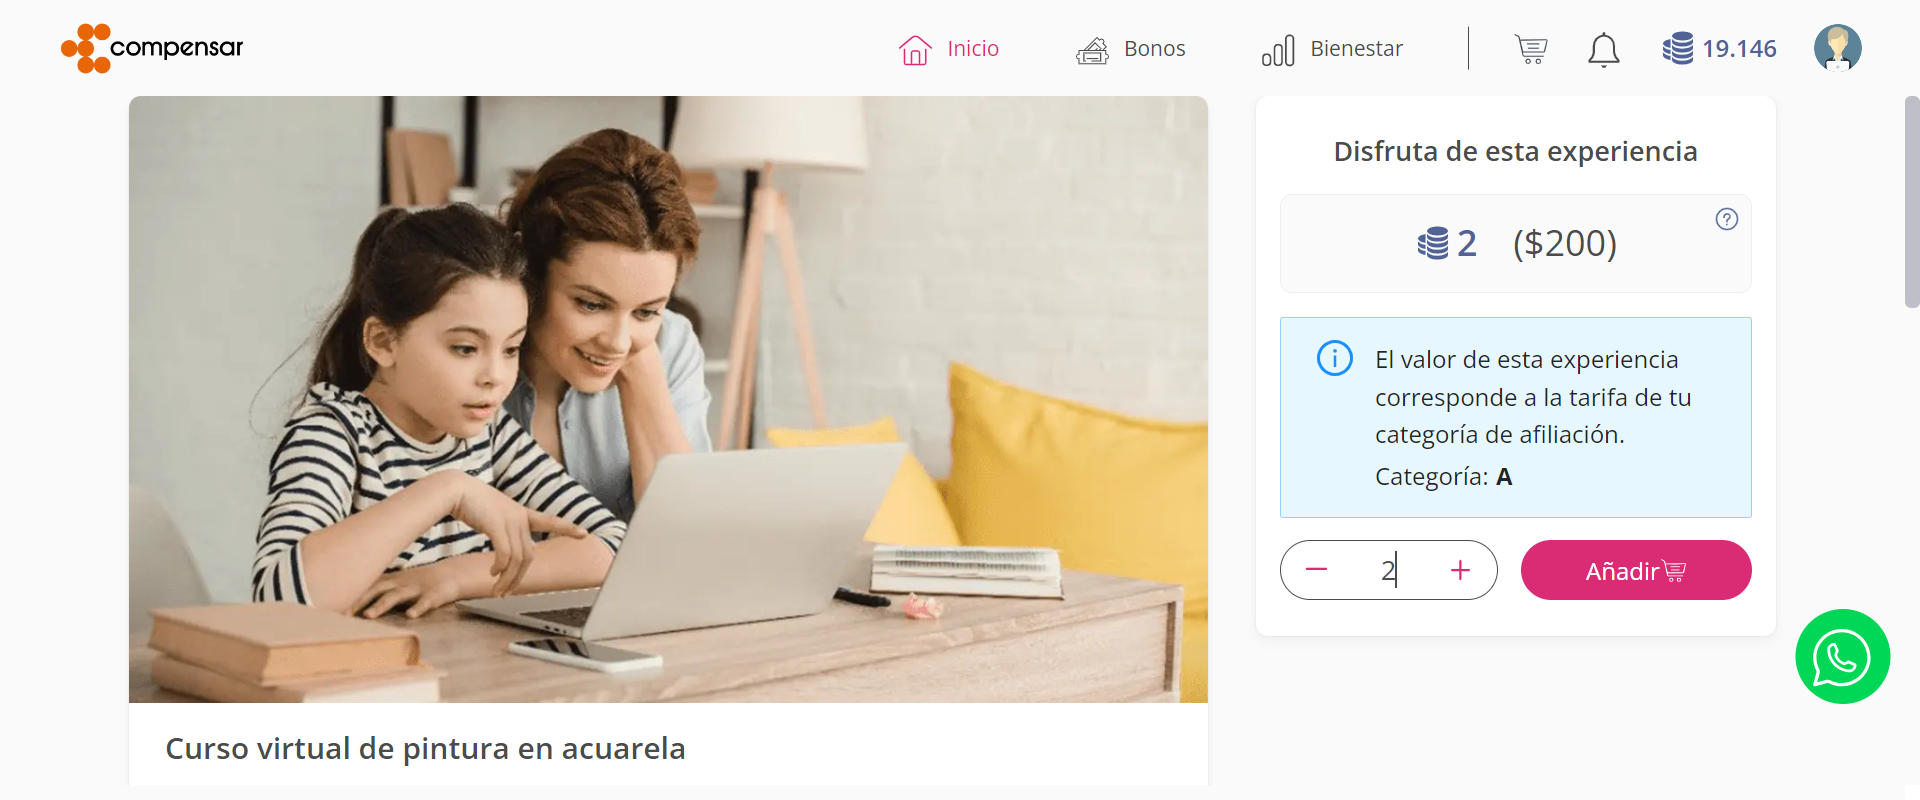 compensar
Inicio
Bonos
Bienestar
19.146
Disfruta de esta experiencia
2 ($200)
El valor de esta experiencia
corresponde a la tarifa de tu
categoría de afiliación.
Categoría: A
2
Añadir
Curso virtual de pintura en acuarela